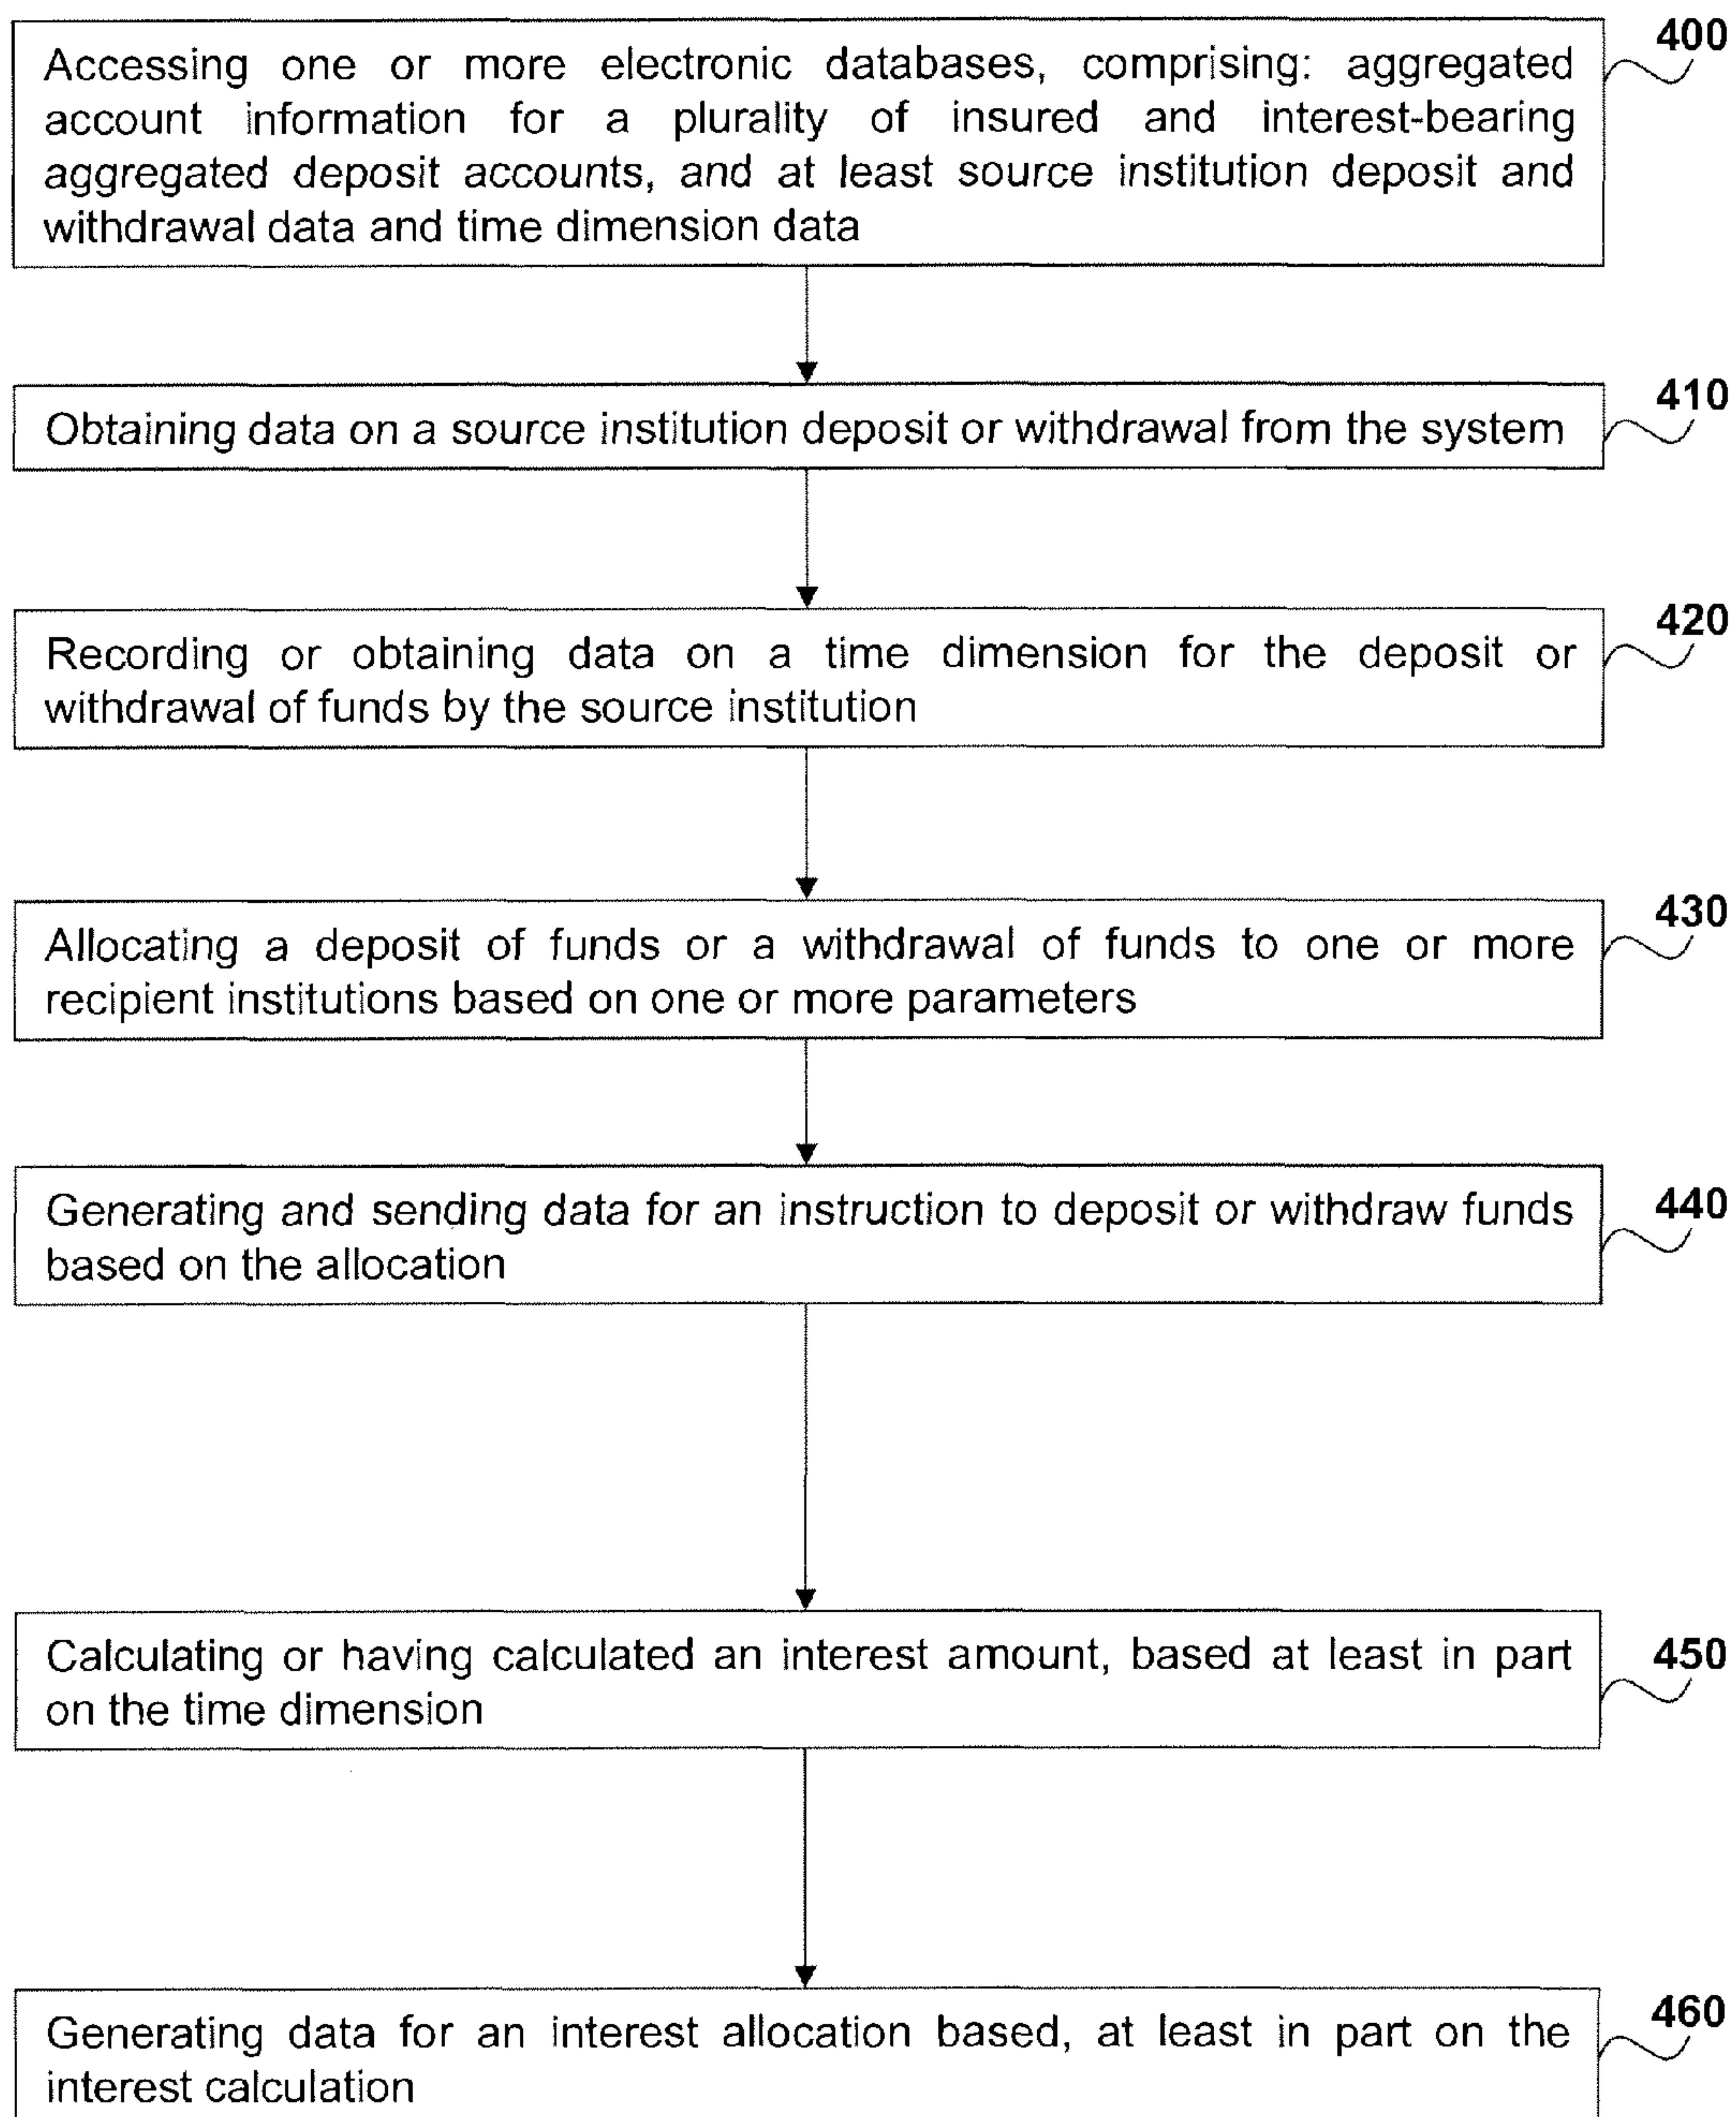 400
Accessing one or more electronic databases, comprising: aggregated
account information for a plurality of insured and interest-bearing
aggregated deposit accounts, and at least source institution deposit and
withdrawal data and time dimension data
410
Obtaining data on a source institution deposit or withdrawal from the system
420
Recording or obtaining data on a time dimension for the deposit or
withdrawal of funds by the source institution
430
Allocating a deposit of funds or a withdrawal of funds to one or more
recipient institutions based on one or more parameters
440
Generating and sending data for an instruction to deposit or withdraw funds
based on the allocation
450
Calculating or having calculated an interest amount, based at least in part
on the time dimension
460
Generating data for an interest allocation based, at least in part on the
interest calculation